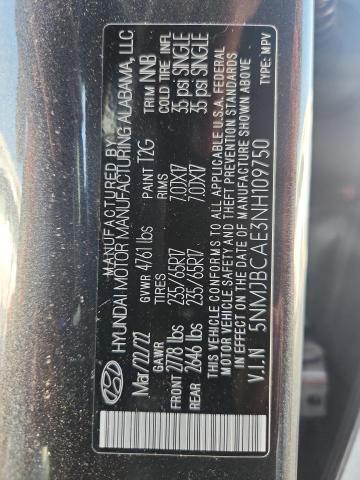 MANUFACTURED BY
HYUNDAI MOTOR MANUFACTURING ALABAMA, LLC
Mar/22/22 GVWR 4761 lbs PAINT T2G TRIM NNB
GAWR TIRES RIMS COLD TIRE INFL
FRONT 2778 lbs 235/65R17 7.0JX17 35 psi SINGLE
REAR 2646 lbs 235/65R17 7.0JX17 35 psi SINGLE
THIS VEHICLE CONFORMS TO ALL APPLICABLE U.S.A. FEDERAL
MOTOR VEHICLE SAFETY BUMPER, AND THEFT PREVENTION STANDARDS
IN EFFECT ON THE DATE OF MANUFACTURE SHOWN ABOVE
V.I.N 5NMJBCAE3NH109750 TYPE: MPV